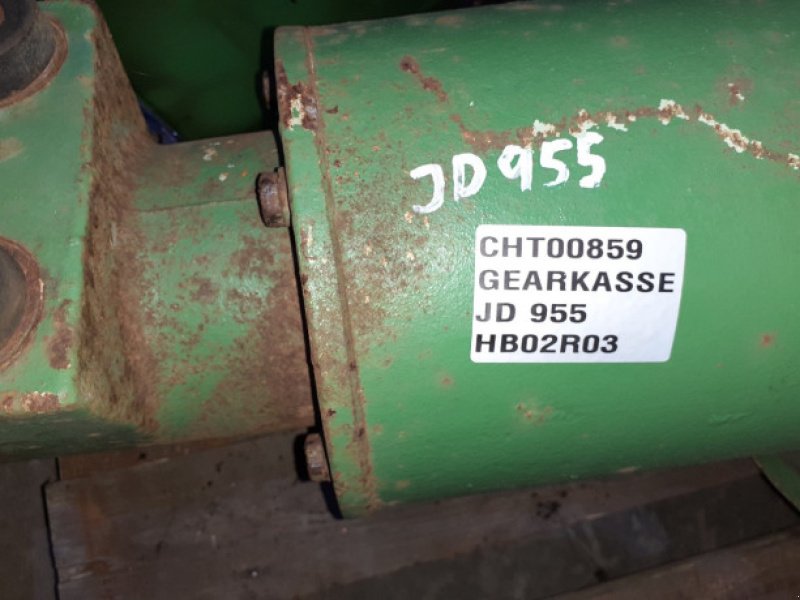 JD955
CHT00859
GEARKASSE
JD 955
HB02R03